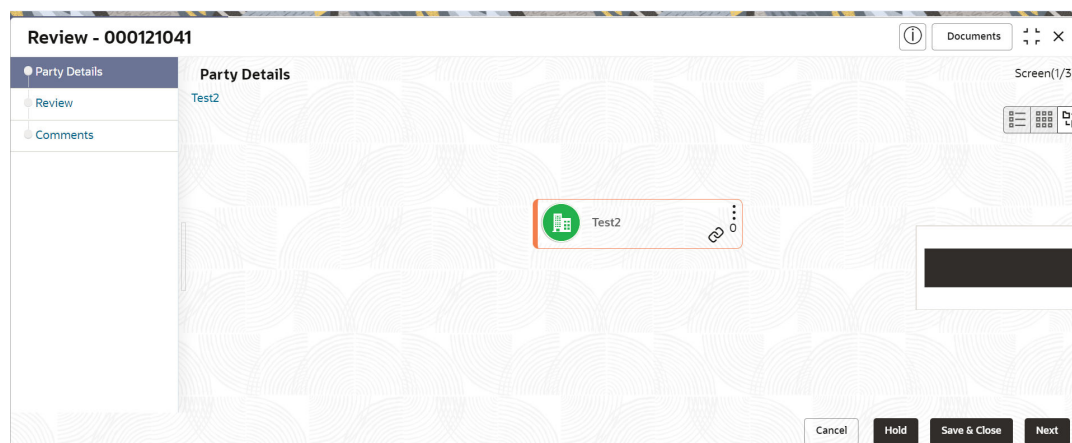 Review - 000121041
Documents
Party Details
Review
Comments
Party Details
Screen(1/3
Test2
Test2
0
Cancel
Hold
Save & Close
Next